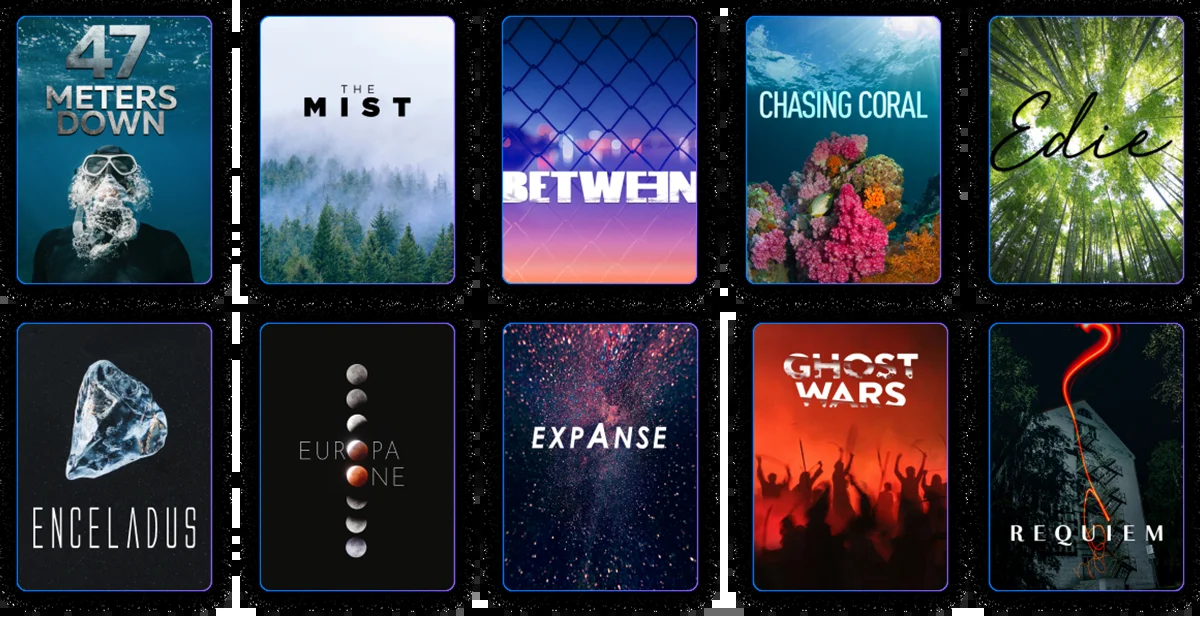 47
METERS
DOWN
THE
MIST
BETWEEN
CHASING CORAL
Edie
ENCELADUS
EUROPA
ONE
EXPANSE
GHOST
WARS
REQUIEM